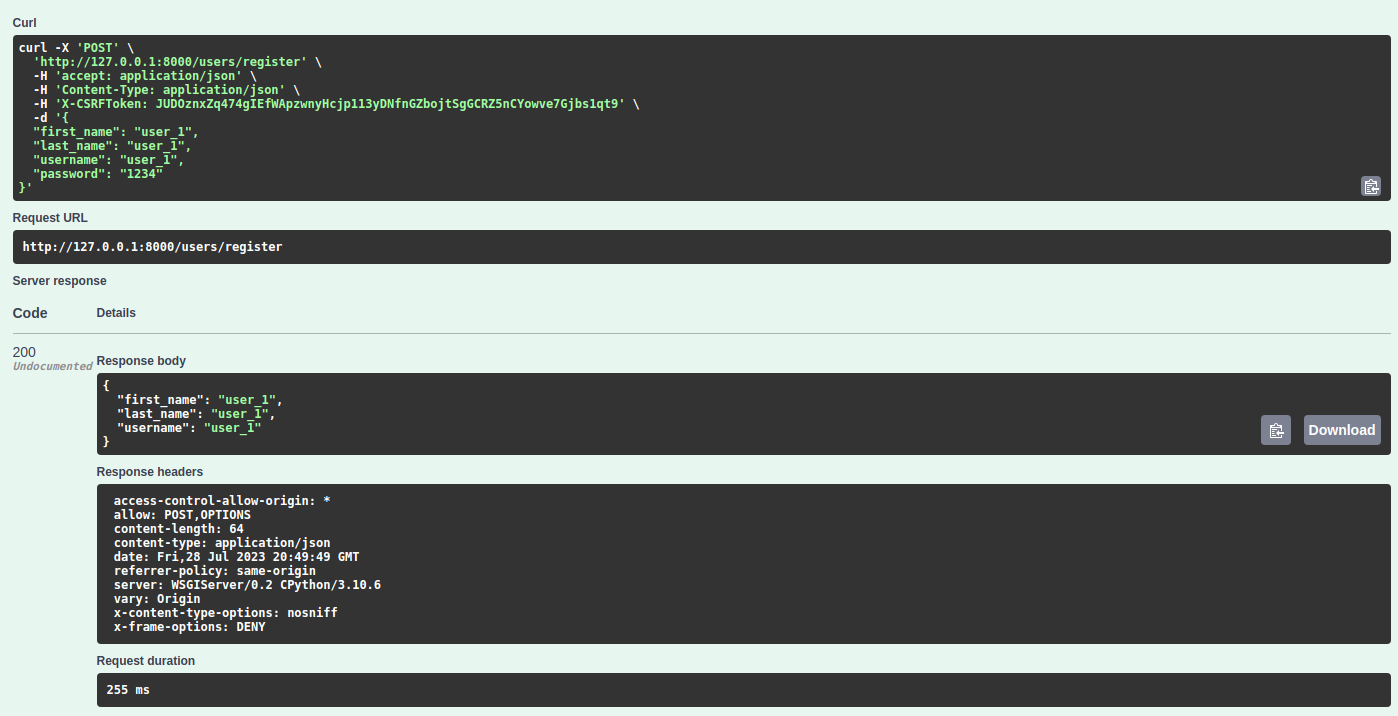 Curl
curl -X 'POST' \
'http://127.0.0.1:8000/users/register' \
-H 'accept: application/json' \
-H 'Content-Type: application/json' \
-H 'X-CSRFToken: JUDOznxZq474gIEfWApzwnyHcjp113yDNfnGZbojtSgGCRZ5nCYowve7Gjbs1qt9' \
-d '{
"first_name": "user_1",
"last_name": "user_1",
"username": "user_1",
"password": "1234"
}'
Request URL
http://127.0.0.1:8000/users/register
Server response
Code Details
200
Undocumented
Response body
{
"first_name": "user_1",
"last_name": "user_1",
"username": "user_1"
}
Download
Response headers
access-control-allow-origin: *
allow: POST,OPTIONS
content-length: 64
content-type: application/json
date: Fri,28 Jul 2023 20:49:49 GMT
referrer-policy: same-origin
server: WSGIServer/0.2 CPython/3.10.6
vary: Origin
x-content-type-options: nosniff
x-frame-options: DENY
Request duration
255 ms